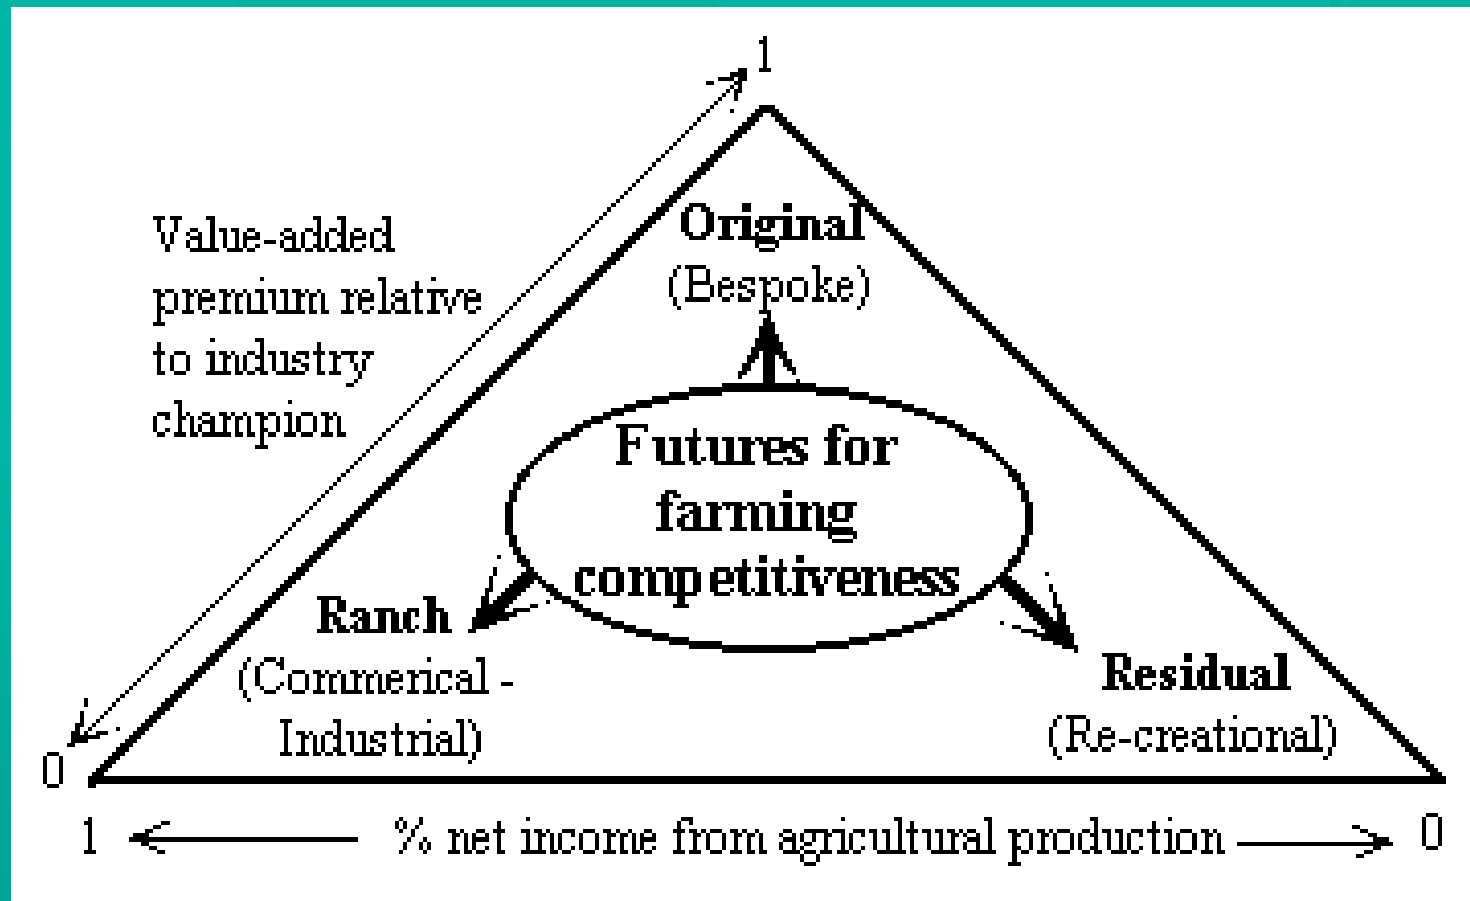 1
Value-added
premium relative
to industry
champion
Original
(Bespoke)
Futures for
farming
competitiveness
Ranch
(Commerical -
Industrial)
Residual
(Re-creational)
0
1
% net income from agricultural production
0